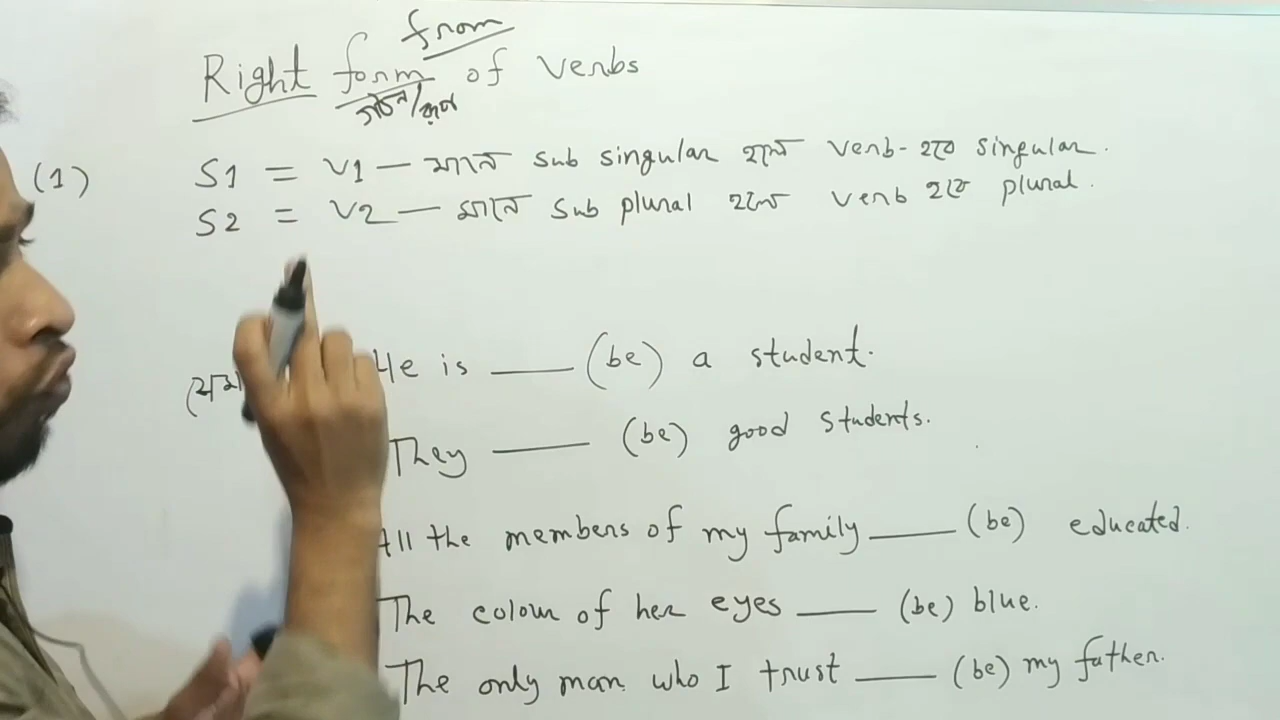 from
Right form of verbs
গঠন/রূপ
(1) S1 = V1 — মানে sub singular হলে verb-হবে singular.
S2 = V2 — মানে sub plural হলে verb হবে plural.
He is ____ (be) a student.
They ____ (be) good students.
All the members of my family ____ (be) educated.
The colour of her eyes ____ (be) blue.
The only man who I trust ____ (be) my father.